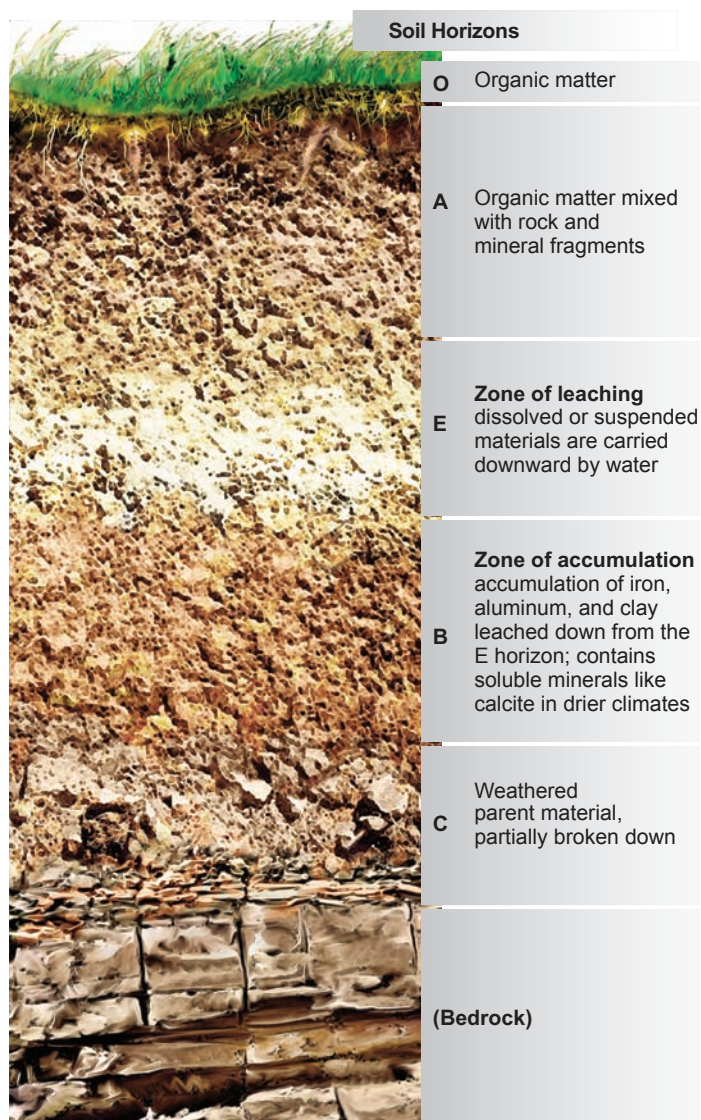 Soil Horizons
O Organic matter
A Organic matter mixed
with rock and
mineral fragments
Zone of leaching
E dissolved or suspended
materials are carried
downward by water
Zone of accumulation
accumulation of iron,
aluminum, and clay
B leached down from the
E horizon; contains
soluble minerals like
calcite in drier climates
Weathered
parent material,
C partially broken down
(Bedrock)